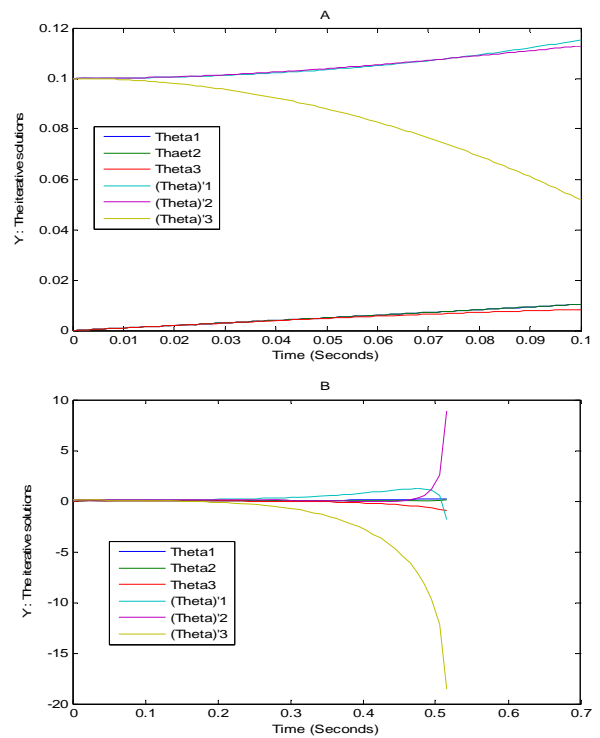 A
0.12
0.1
0.08
0.06
0.04
0.02
0
Y : The iterative solutions
Theta1
Thaet2
Theta3
(Theta)'1
(Theta)'2
(Theta)'3
0 0.01 0.02 0.03 0.04 0.05 0.06 0.07 0.08 0.09 0.1
Time (Seconds)
B
10
5
0
-5
-10
-15
-20
Y : The iterative solutions
Theta1
Theta2
Theta3
(Theta)'1
(Theta)'2
(Theta)'3
0 0.1 0.2 0.3 0.4 0.5 0.6 0.7
Time (Seconds)